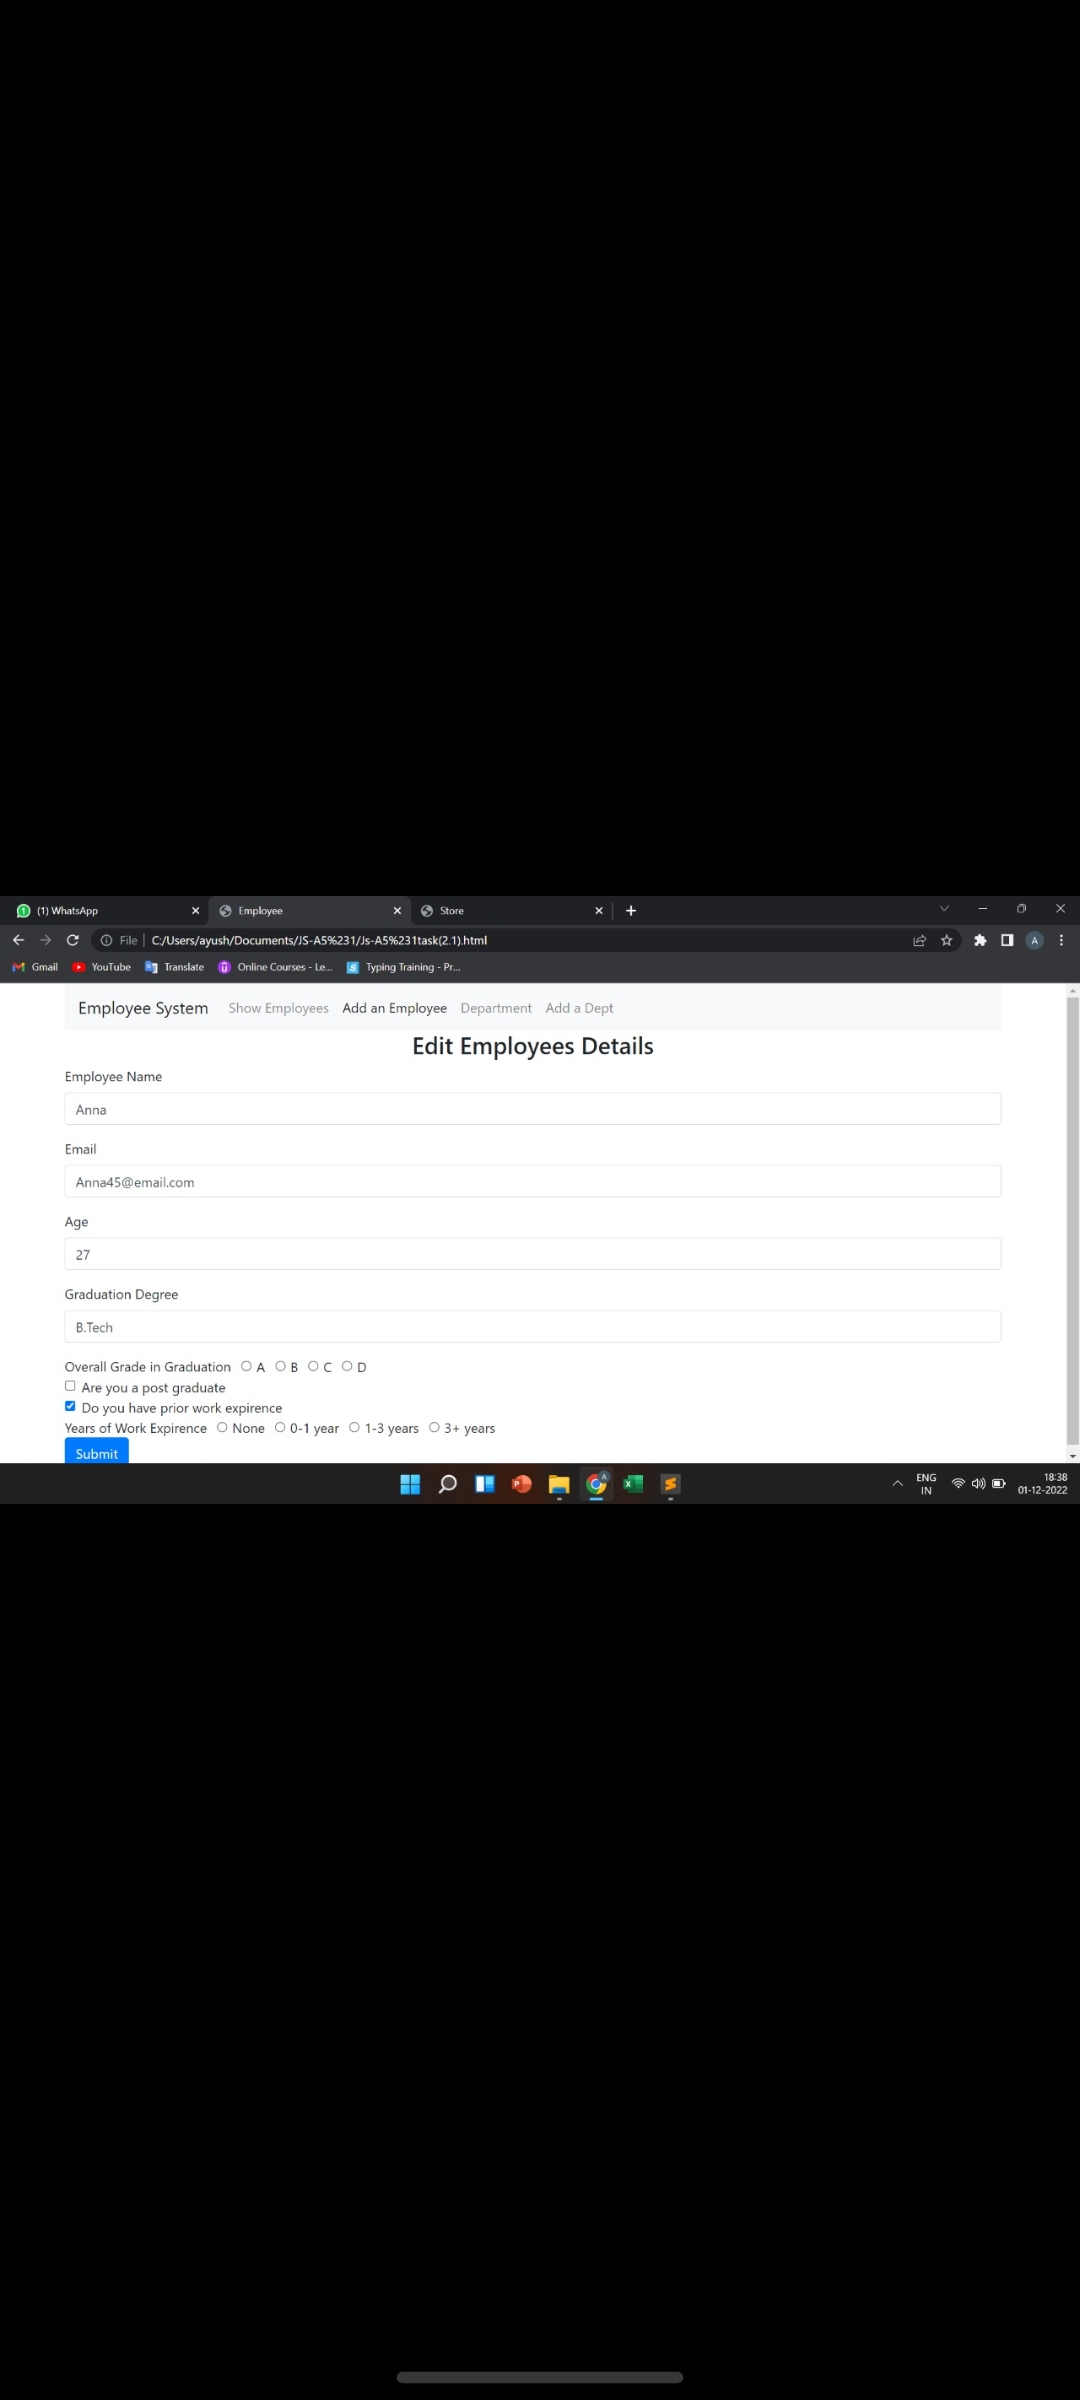 (1) WhatsApp
Employee
Store
File C:/Users/ayush/Documents/JS-A5%231/Js-A5%231task(2.1).html
A
Gmail YouTube Translate Online Courses - Le... Typing Training - Pr...
Employee System Show Employees Add an Employee Department Add a Dept
Edit Employees Details
Employee Name
Anna
Email
Anna45@email.com
Age
27
Graduation Degree
B.Tech
Overall Grade in Graduation A B C D
Are you a post graduate
Do you have prior work expirence
Years of Work Expirence None 0-1 year 1-3 years 3+ years
Submit
ENG 18:38
IN 01-12-2022